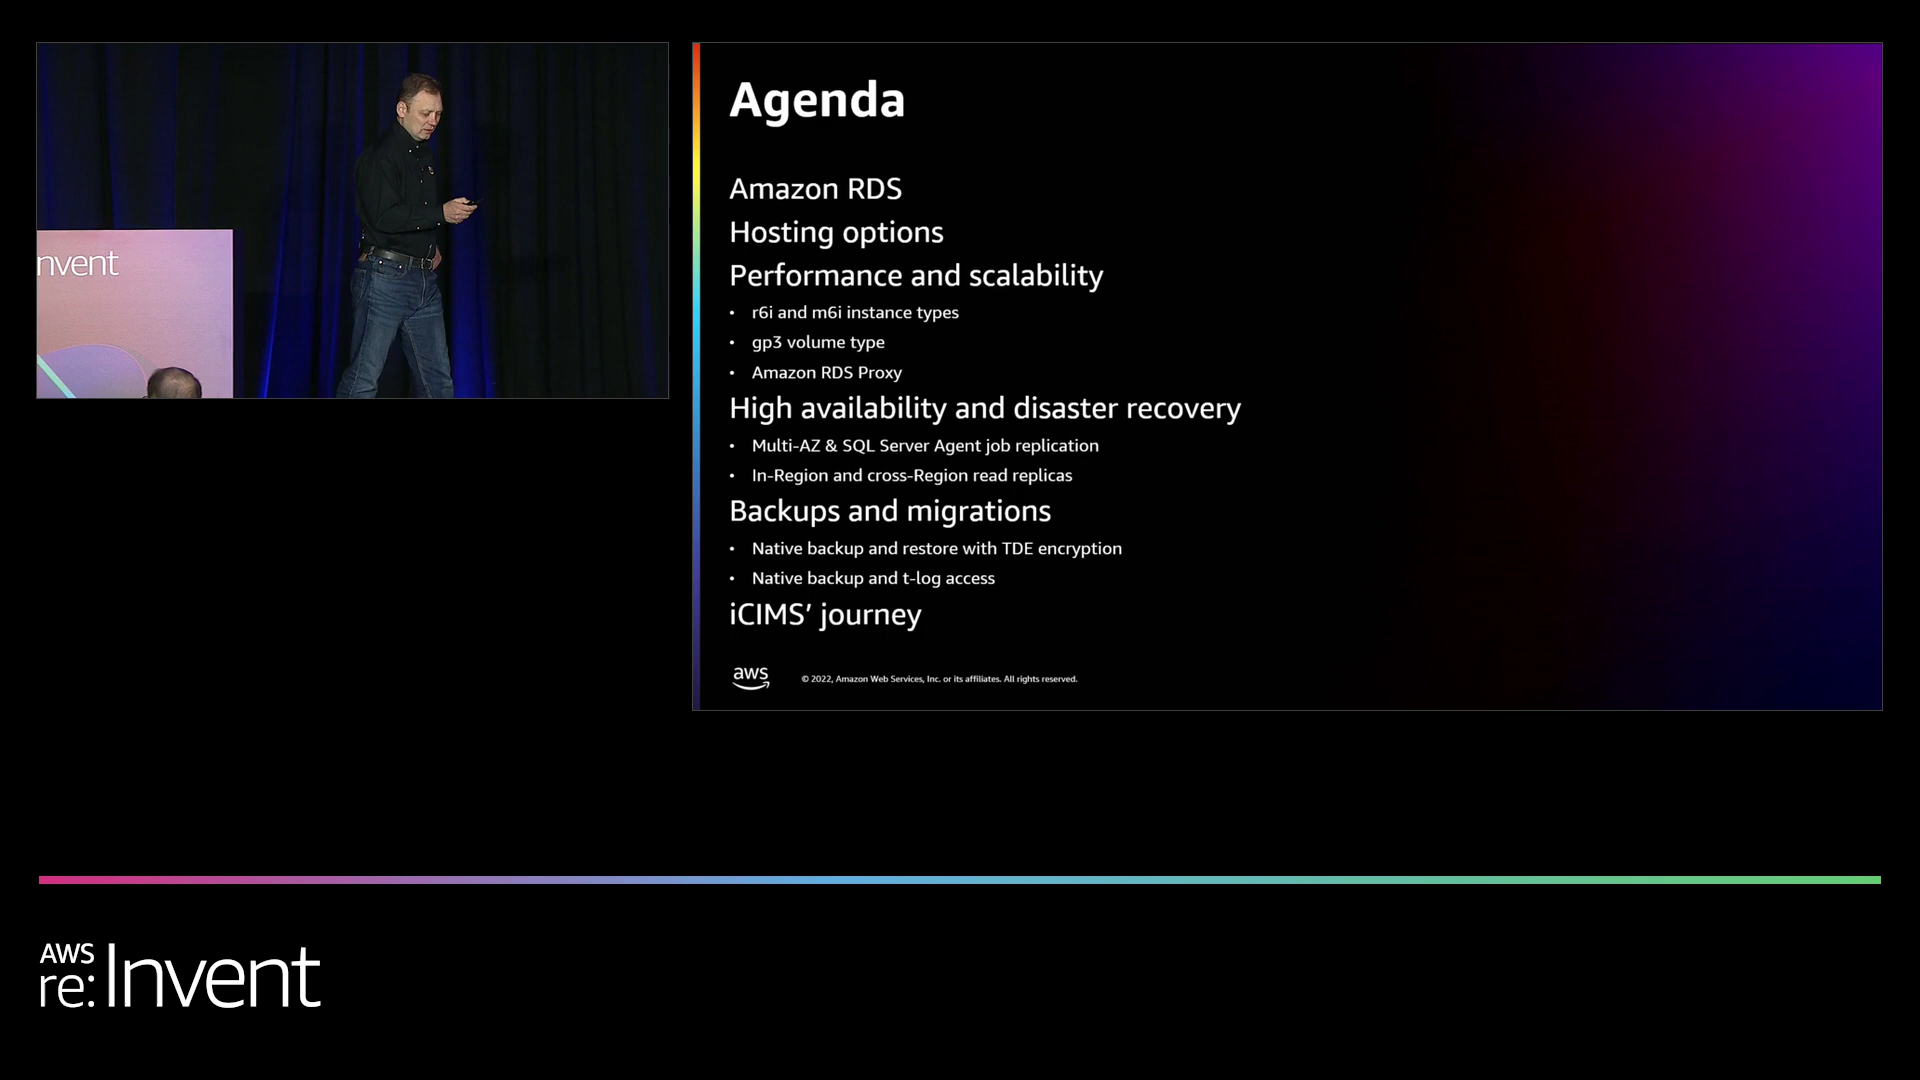 nvent
Agenda
Amazon RDS
Hosting options
Performance and scalability
• r6i and m6i instance types
• gp3 volume type
• Amazon RDS Proxy
High availability and disaster recovery
• Multi-AZ & SQL Server Agent job replication
• In-Region and cross-Region read replicas
Backups and migrations
• Native backup and restore with TDE encryption
• Native backup and t-log access
iCIMS’ journey
aws
© 2022, Amazon Web Services, Inc. or its affiliates. All rights reserved.
AWS
re:Invent